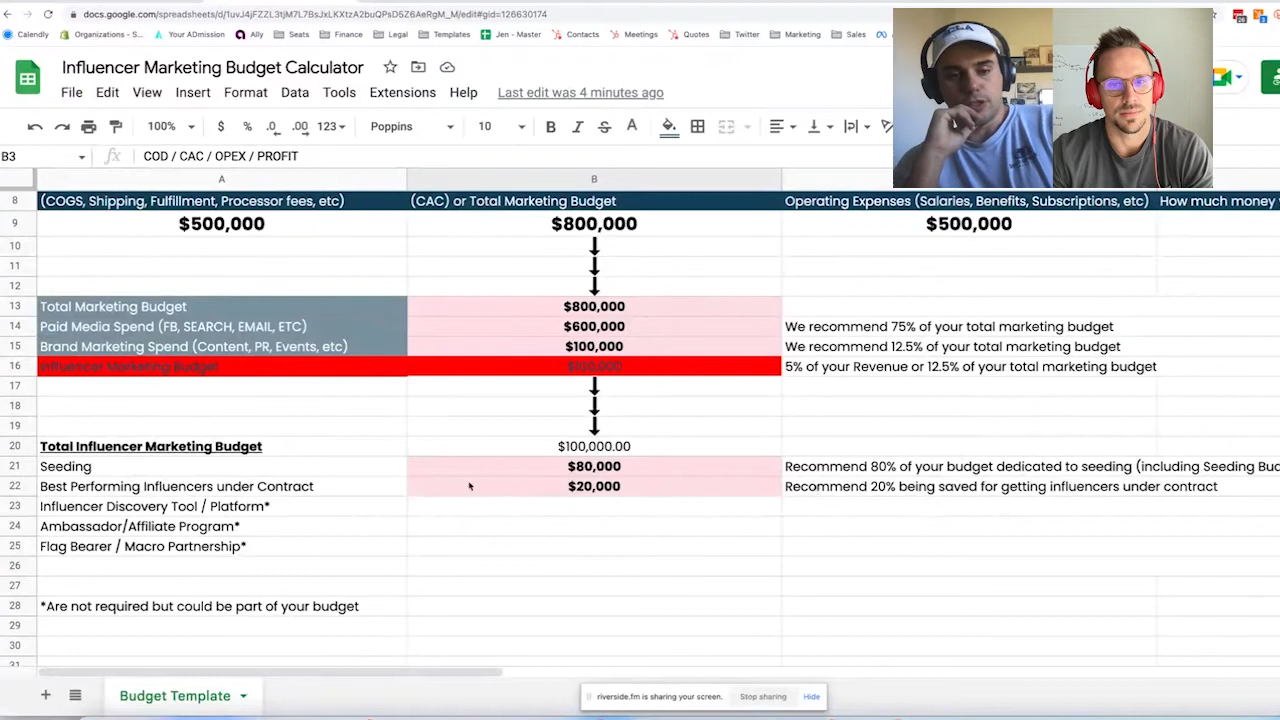 docs.google.com/spreadsheets/d/1uvJ4jFZZL3tjM7L7BsJxLKXtzA2buQPsD5Z6AeRgM_M/edit#gid=126630174
Calendly Organizations - S... Your ADmission Ally Seats Finance Legal Templates Jen - Master Contacts Meetings Quotes Twitter Marketing Sales
Influencer Marketing Budget Calculator
File Edit View Insert Format Data Tools Extensions Help Last edit was 4 minutes ago
100% $ % .0 .00 123 Poppins 10 B I S A
B3 fx COD / CAC / OPEX / PROFIT
A B
8 (COGS, Shipping, Fulfillment, Processor fees, etc) (CAC) or Total Marketing Budget Operating Expenses (Salaries, Benefits, Subscriptions, etc) How much money
9 $500,000 $800,000 $500,000
10
11
12
13 Total Marketing Budget $800,000
14 Paid Media Spend (FB, SEARCH, EMAIL, ETC) $600,000 We recommend 75% of your total marketing budget
15 Brand Marketing Spend (Content, PR, Events, etc) $100,000 We recommend 12.5% of your total marketing budget
16 Influencer Marketing Budget $100,000 5% of your Revenue or 12.5% of your total marketing budget
17
18
19
20 Total Influencer Marketing Budget $100,000.00
21 Seeding $80,000 Recommend 80% of your budget dedicated to seeding (including Seeding Bud
22 Best Performing Influencers under Contract $20,000 Recommend 20% being saved for getting influencers under contract
23 Influencer Discovery Tool / Platform*
24 Ambassador/Affiliate Program*
25 Flag Bearer / Macro Partnership*
26
27
28 *Are not required but could be part of your budget
29
30
31
Budget Template
riverside.fm is sharing your screen. Stop sharing Hide